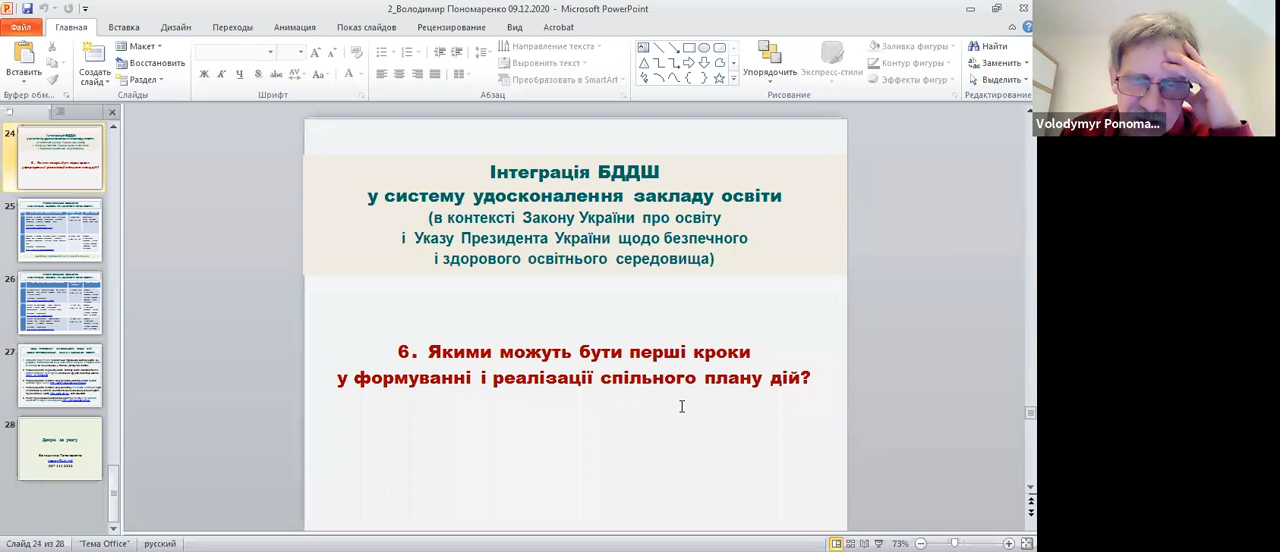 2_Володимир Пономаренко 09.12.2020 - Microsoft PowerPoint
Файл Главная Вставка Дизайн Переходы Анимация Показ слайдов Рецензирование Вид Acrobat
Вставить
Буфер обм...
Создать слайд
Макет
Восстановить
Раздел
Слайды
Шрифт
Направление текста
Выровнять текст
Преобразовать в SmartArt
Абзац
Упорядочить
Экспресс-стили
Заливка фигуры
Контур фигуры
Эффекты фигур
Рисование
Найти
Заменить
Выделить
Редактирование
Volodymyr Ponoma...
24
25
26
27
28
Дякую за увагу
Інтеграція БДДШ
у систему удосконалення закладу освіти
(в контексті Закону України про освіту
і Указу Президента України щодо безпечного
і здорового освітнього середовища)
6. Якими можуть бути перші кроки
у формуванні і реалізації спільного плану дій?
Слайд 24 из 28 "Тема Office" русский 73%